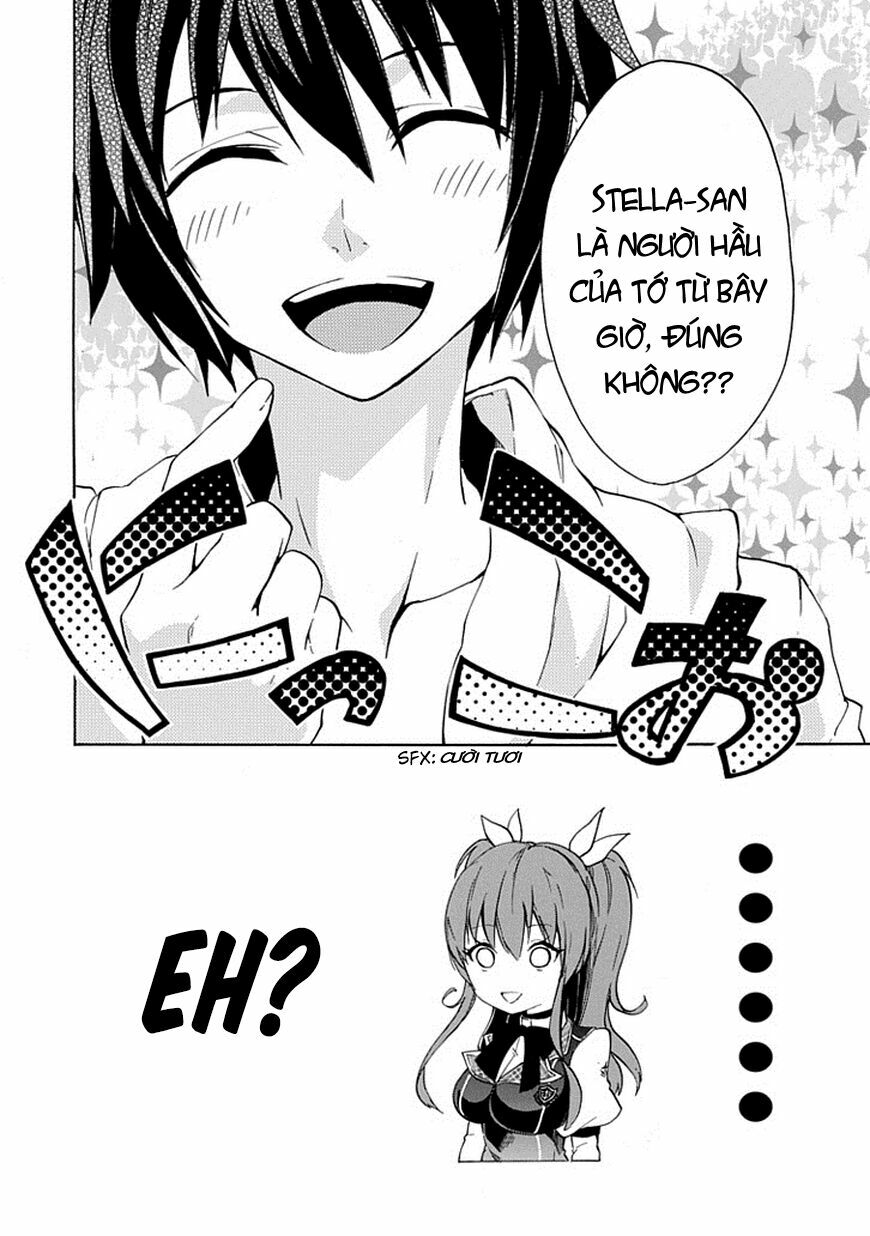 STELLA-SAN
LÀ NGƯỜI HẦU
CỦA TỚ TỪ BÂY
GIỜ, ĐÚNG
KHÔNG??
にっこお
SFX: CƯỜI TƯƠI
EH?